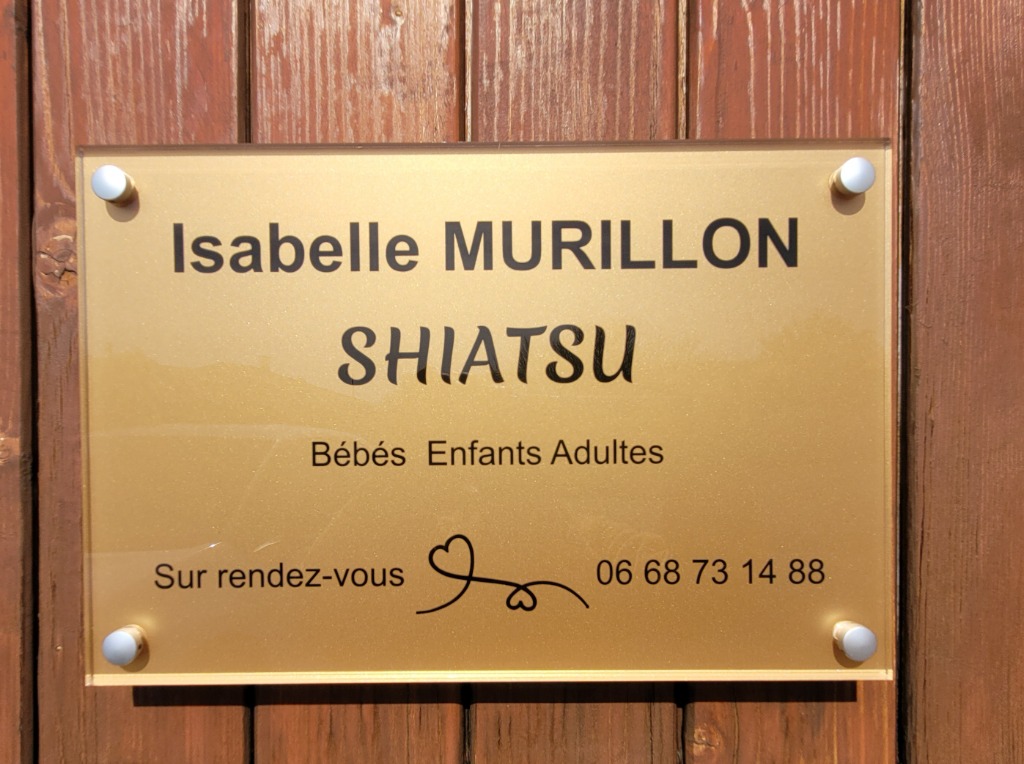 Isabelle MURILLON
SHIATSU
Bébés Enfants Adultes
Sur rendez-vous 06 68 73 14 88